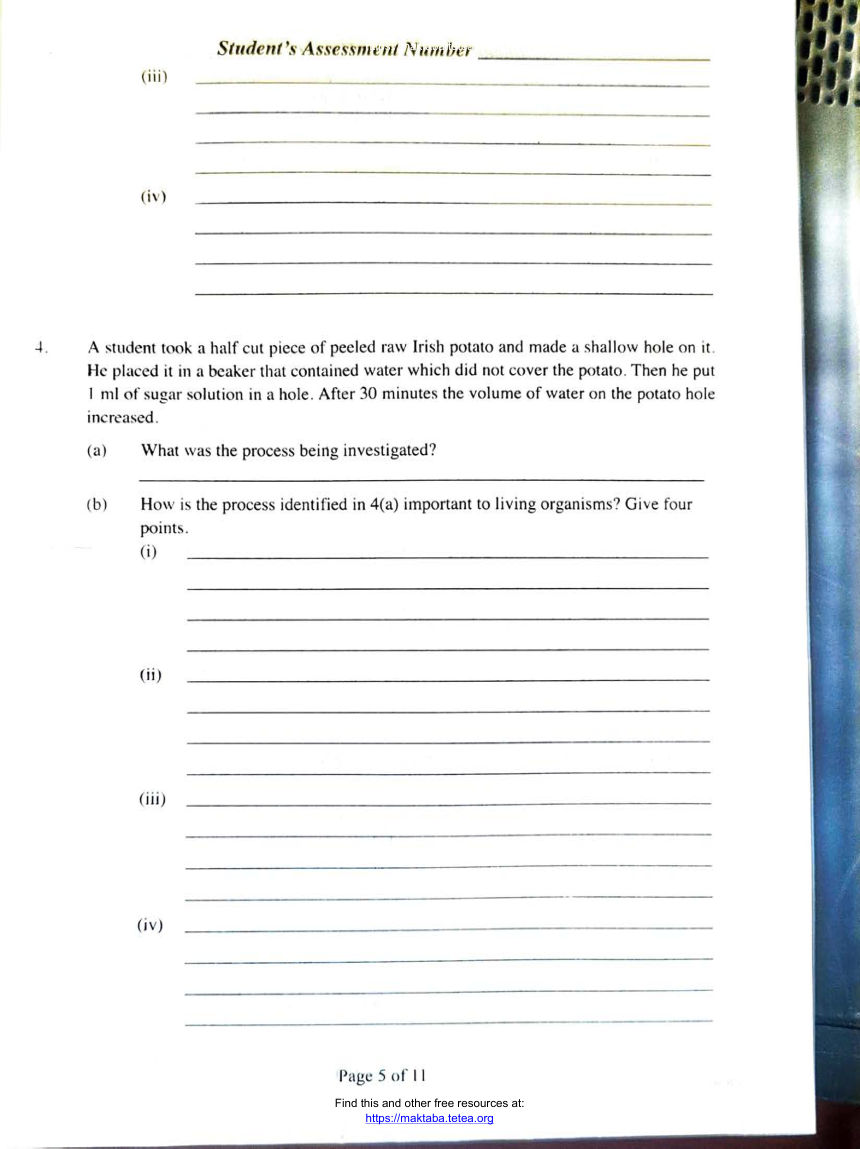 Student's Assessment Number
(iii)
(iv)
4. A student took a half cut piece of peeled raw Irish potato and made a shallow hole on it.
He placed it in a beaker that contained water which did not cover the potato. Then he put
1 ml of sugar solution in a hole. After 30 minutes the volume of water on the potato hole
increased.
(a) What was the process being investigated?
(b) How is the process identified in 4(a) important to living organisms? Give four
points.
(i)
(ii)
(iii)
(iv)
Page 5 of 11
Find this and other free resources at:
https://maktaba.tetea.org